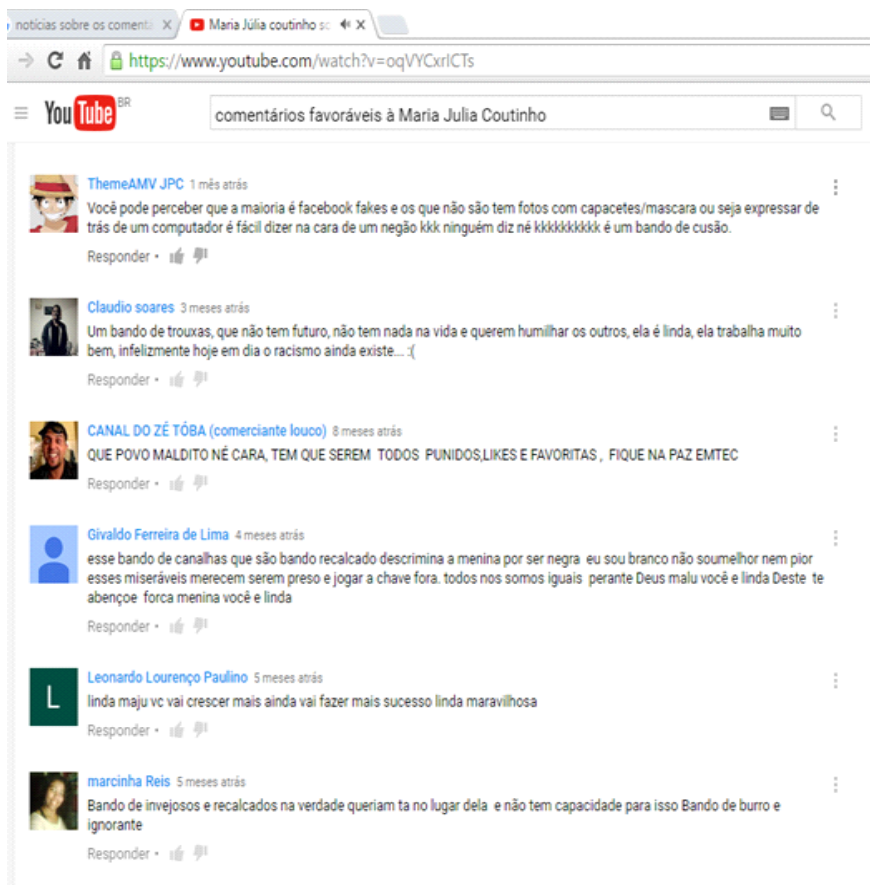 noticias sobre os comenta
Maria Júlia coutinho so
https://www.youtube.com/watch?v=oqVYCxrICTs
YouTube BR
comentários favoráveis à Maria Julia Coutinho
ThemeAMV JPC 1 mês atrás
Você pode perceber que a maioria é facebook fakes e os que não são tem fotos com capacetes/mascara ou seja expressar de
trás de um computador é fácil dizer na cara de um negão kkk ninguém diz né kkkkkkkkkk é um bando de cusão.
Responder •
Claudio soares 3 meses atrás
Um bando de trouxas, que não tem futuro, não tem nada na vida e querem humilhar os outros, ela é linda, ela trabalha muito
bem, infelizmente hoje em dia o racismo ainda existe... :(
Responder •
CANAL DO ZÉ TÓBA (comerciante louco) 8 meses atrás
QUE POVO MALDITO NÉ CARA, TEM QUE SEREM TODOS PUNIDOS,LIKES E FAVORITAS , FIQUE NA PAZ EMTEC
Responder •
Givaldo Ferreira de Lima 4 meses atrás
esse bando de canalhas que são bando recalcado descrimina a menina por ser negra eu sou branco não soumelhor nem pior
esses miseráveis merecem serem preso e jogar a chave fora. todos nos somos iguais perante Deus malu você e linda Deste te
abençoe forca menina você e linda
Responder •
L
Leonardo Lourenço Paulino 5 meses atrás
linda maju vc vai crescer mais ainda vai fazer mais sucesso linda maravilhosa
Responder •
marcinha Reis 5 meses atrás
Bando de invejosos e recalcados na verdade queriam ta no lugar dela e não tem capacidade para isso Bando de burro e
ignorante
Responder •